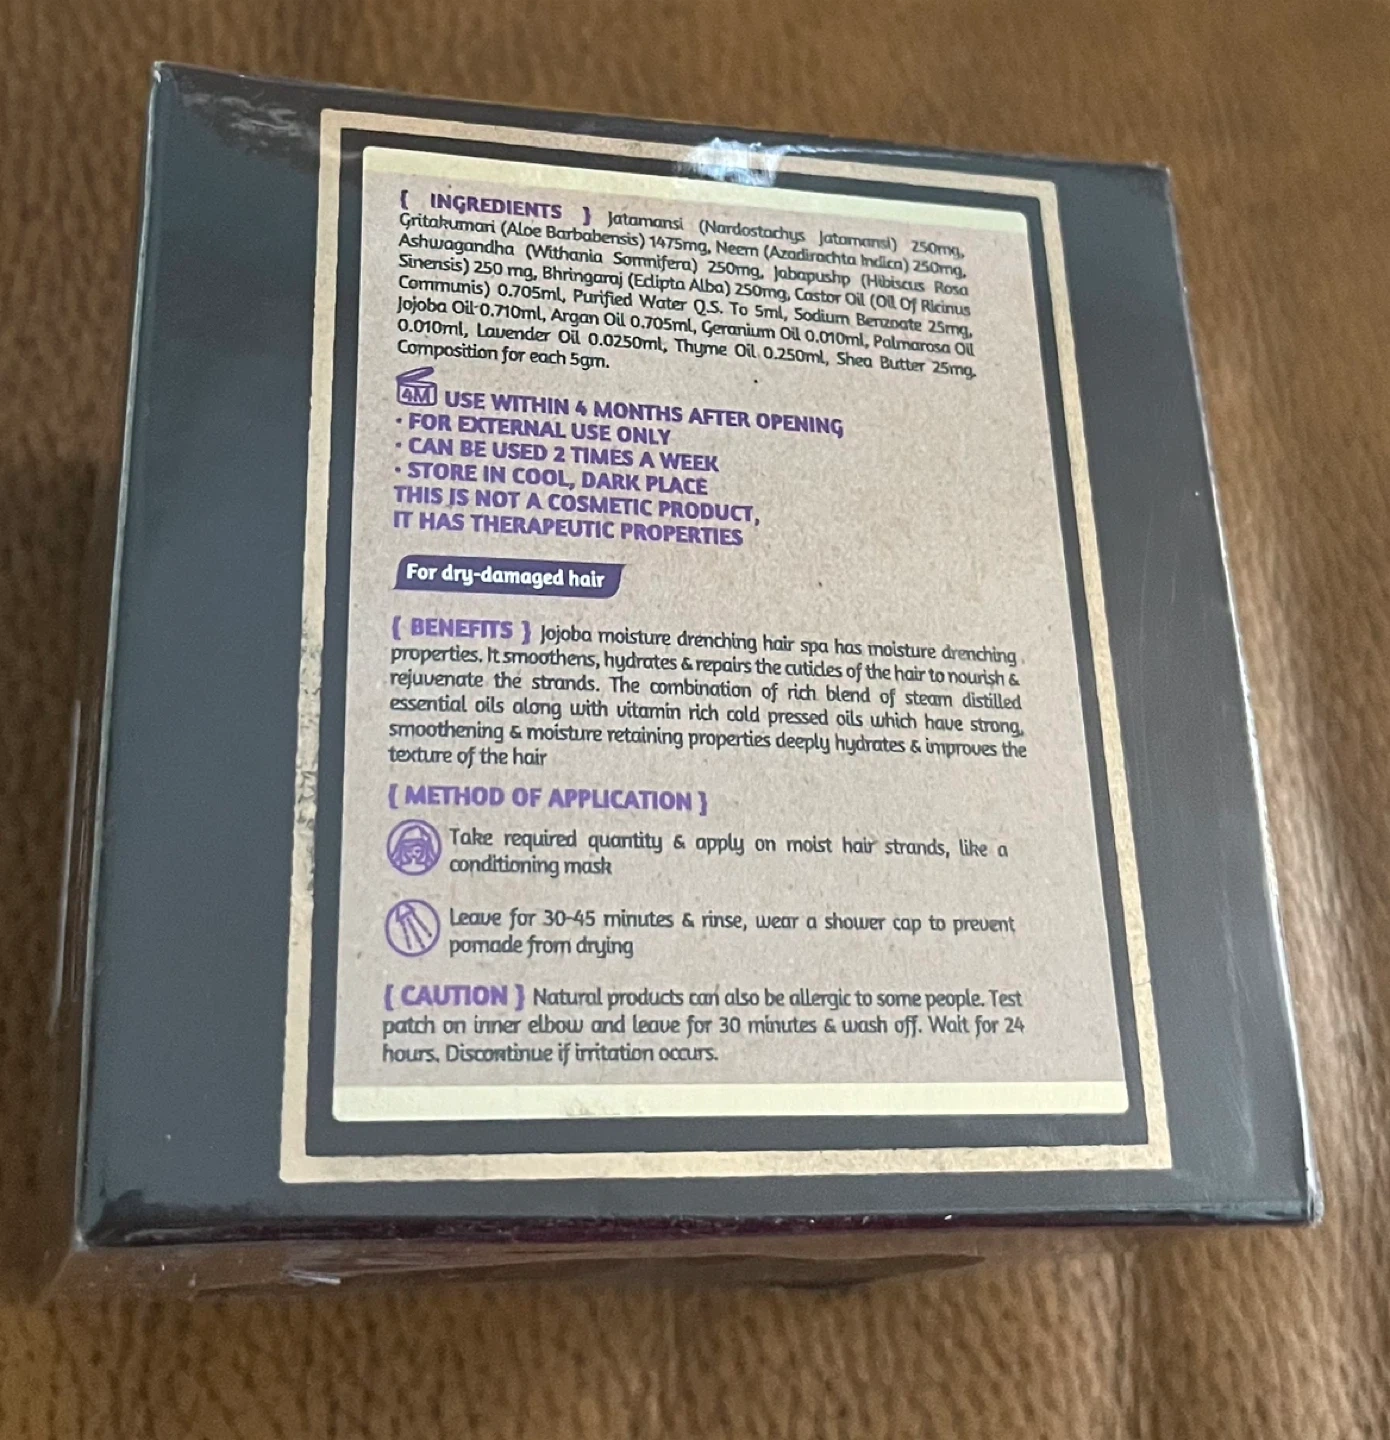 { INGREDIENTS } Jatamansi (Nardostachys Jatamansi) 250mg,
Gritakumari (Aloe Barbabensis) 1475mg, Neem (Azadirachta Indica) 250mg,
Ashwagandha (Withania Somnifera) 250mg, Jabapushp (Hibiscus Rosa
Sinensis) 250 mg, Bhringaraj (Eclipta Alba) 250mg, Castor Oil (Oil Of Ricinus
Communis) 0.705ml, Purified Water Q.S. To 5ml, Sodium Benzoate 25mg,
Jojoba Oil 0.710ml, Argan Oil 0.705ml, Geranium Oil 0.010ml, Palmarosa Oil
0.010ml, Lavender Oil 0.0250ml, Thyme Oil 0.250ml, Shea Butter 25mg.
Composition for each 5gm.
4M USE WITHIN 4 MONTHS AFTER OPENING
· FOR EXTERNAL USE ONLY
· CAN BE USED 2 TIMES A WEEK
· STORE IN COOL, DARK PLACE
THIS IS NOT A COSMETIC PRODUCT,
IT HAS THERAPEUTIC PROPERTIES
For dry-damaged hair
{ BENEFITS } Jojoba moisture drenching hair spa has moisture drenching
properties. It smoothens, hydrates & repairs the cuticles of the hair to nourish &
rejuvenate the strands. The combination of rich blend of steam distilled
essential oils along with vitamin rich cold pressed oils which have strong,
smoothening & moisture retaining properties deeply hydrates & improves the
texture of the hair
{ METHOD OF APPLICATION }
Take required quantity & apply on moist hair strands, like a
conditioning mask
Leave for 30-45 minutes & rinse, wear a shower cap to prevent
pomade from drying
{ CAUTION } Natural products can also be allergic to some people. Test
patch on inner elbow and leave for 30 minutes & wash off. Wait for 24
hours. Discontinue if irritation occurs.